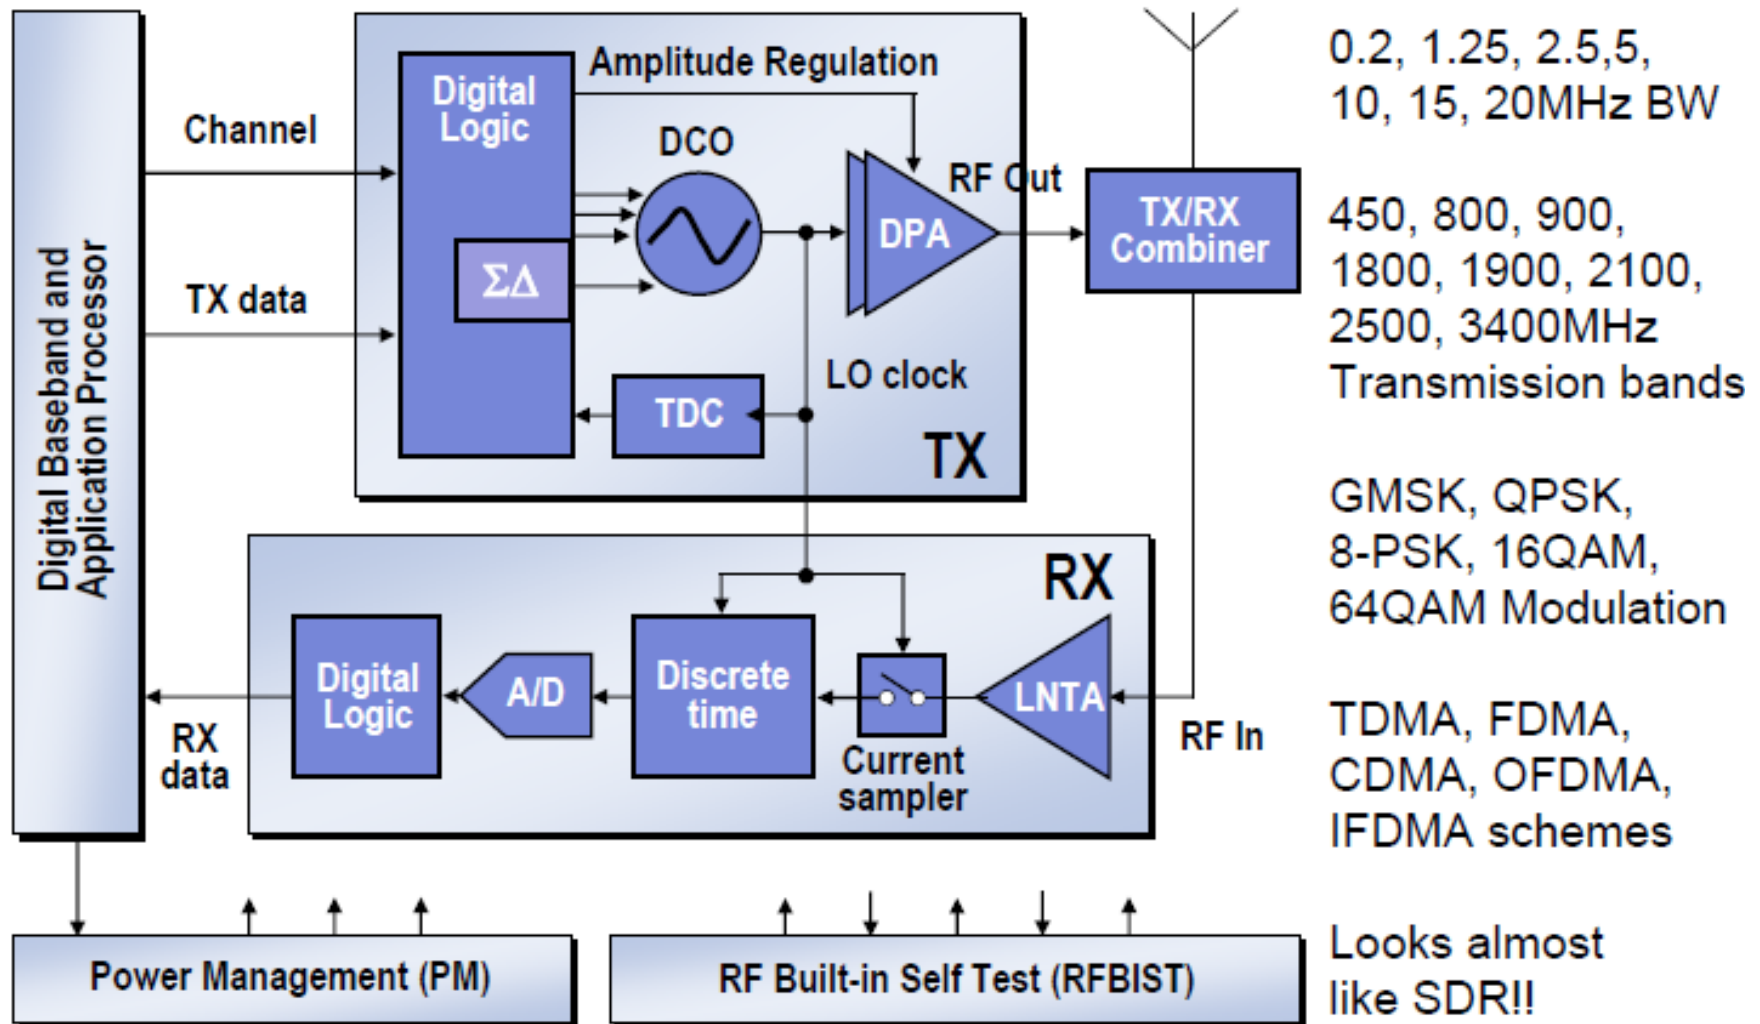 Digital Baseband and
Application Processor
Channel
TX data
Digital
Logic
ΣΔ
Amplitude Regulation
DCO
DPA
RF Out
TDC
LO clock
TX
TX/RX
Combiner
RX
Digital
Logic
A/D
Discrete
time
Current
sampler
LNTA
RF In
RX
data
Power Management (PM)
RF Built-in Self Test (RFBIST)
0.2, 1.25, 2.5,5,
10, 15, 20MHz BW
450, 800, 900,
1800, 1900, 2100,
2500, 3400MHz
Transmission bands
GMSK, QPSK,
8-PSK, 16QAM,
64QAM Modulation
TDMA, FDMA,
CDMA, OFDMA,
IFDMA schemes
Looks almost
like SDR!!